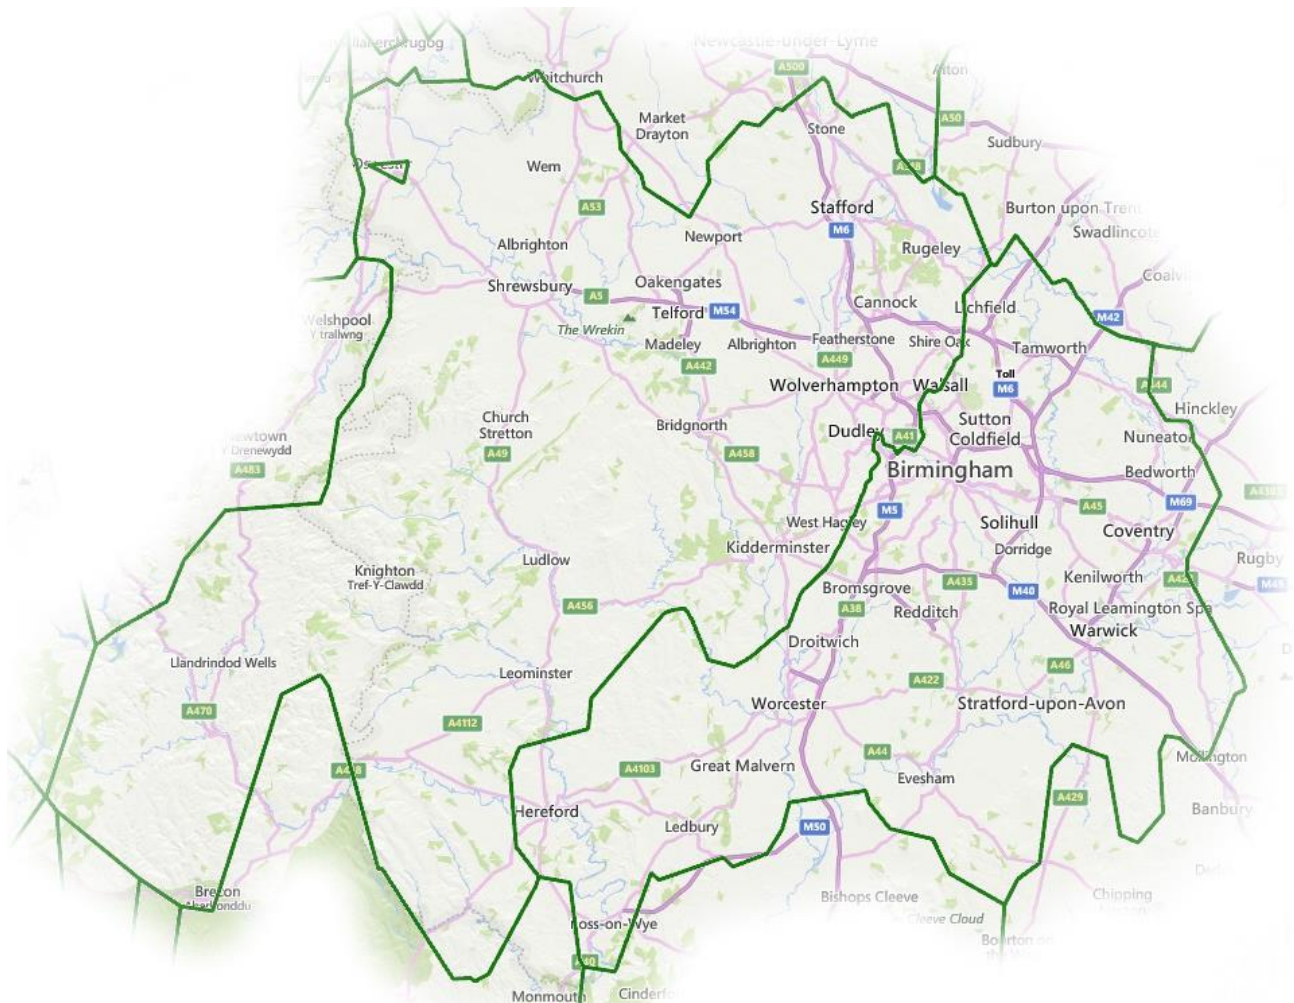 Newcastle-under-Lyme
A500
Alton
Whitchurch
Market
Drayton
Stone
A50
Sudbury
Wem
Stafford
A53
M6
Burton upon Trent
Swadlincote
Albrighton
Newport
Rugeley
Shrewsbury
A5
Oakengates
Telford
M54
Cannock
Lichfield
M42
Welshpool
Y trallwng
The Wrekin
Madeley
Albrighton
Featherstone
Shire Oak
Tamworth
A442
A449
Toll
M6
Wolverhampton
Walsall
Hinckley
Church
Stretton
Bridgnorth
Dudley
A41
Sutton
Coldfield
Nuneaton
Y Drenewydd
A483
A49
A458
Birmingham
Bedworth
M69
M5
A45
West Hagley
Solihull
Coventry
Kidderminster
Dorridge
Rugby
Ludlow
Knighton
Tref-Y-Clawdd
Bromsgrove
A435
M40
Kenilworth
A456
A38
Redditch
Royal Leamington Spa
Warwick
Droitwich
Llandrindod Wells
Leominster
A422
A46
A470
A4112
Worcester
Stratford-upon-Avon
A44
Mollington
A4103
Great Malvern
Evesham
A429
Banbury
Hereford
Ledbury
M50
Brecon
Bishops Cleeve
Chipping
Cleeve Cloud
Ross-on-Wye
A40
Monmouth